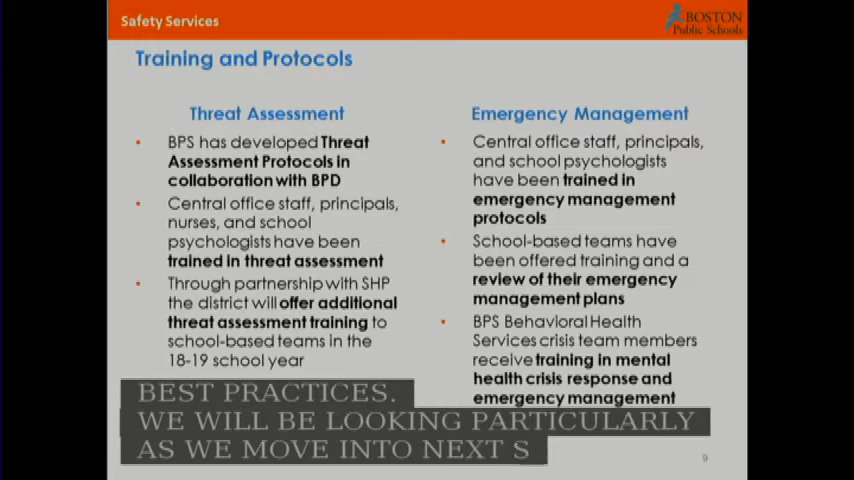 Safety Services
BOSTON
Public Schools
Training and Protocols
Threat Assessment
• BPS has developed Threat
Assessment Protocols in
collaboration with BPD
• Central office staff, principals,
nurses, and school
psychologists have been
trained in threat assessment
• Through partnership with SHP
the district will offer additional
threat assessment training to
school-based teams in the
18-19 school year
Emergency Management
• Central office staff, principals,
and school psychologists
have been trained in
emergency management
protocols
• School-based teams have
been offered training and a
review of their emergency
management plans
• BPS Behavioral Health
Services crisis team members
receive training in mental
health crisis response and
emergency management
BEST PRACTICES.
WE WILL BE LOOKING PARTICULARLY
AS WE MOVE INTO NEXT S
9